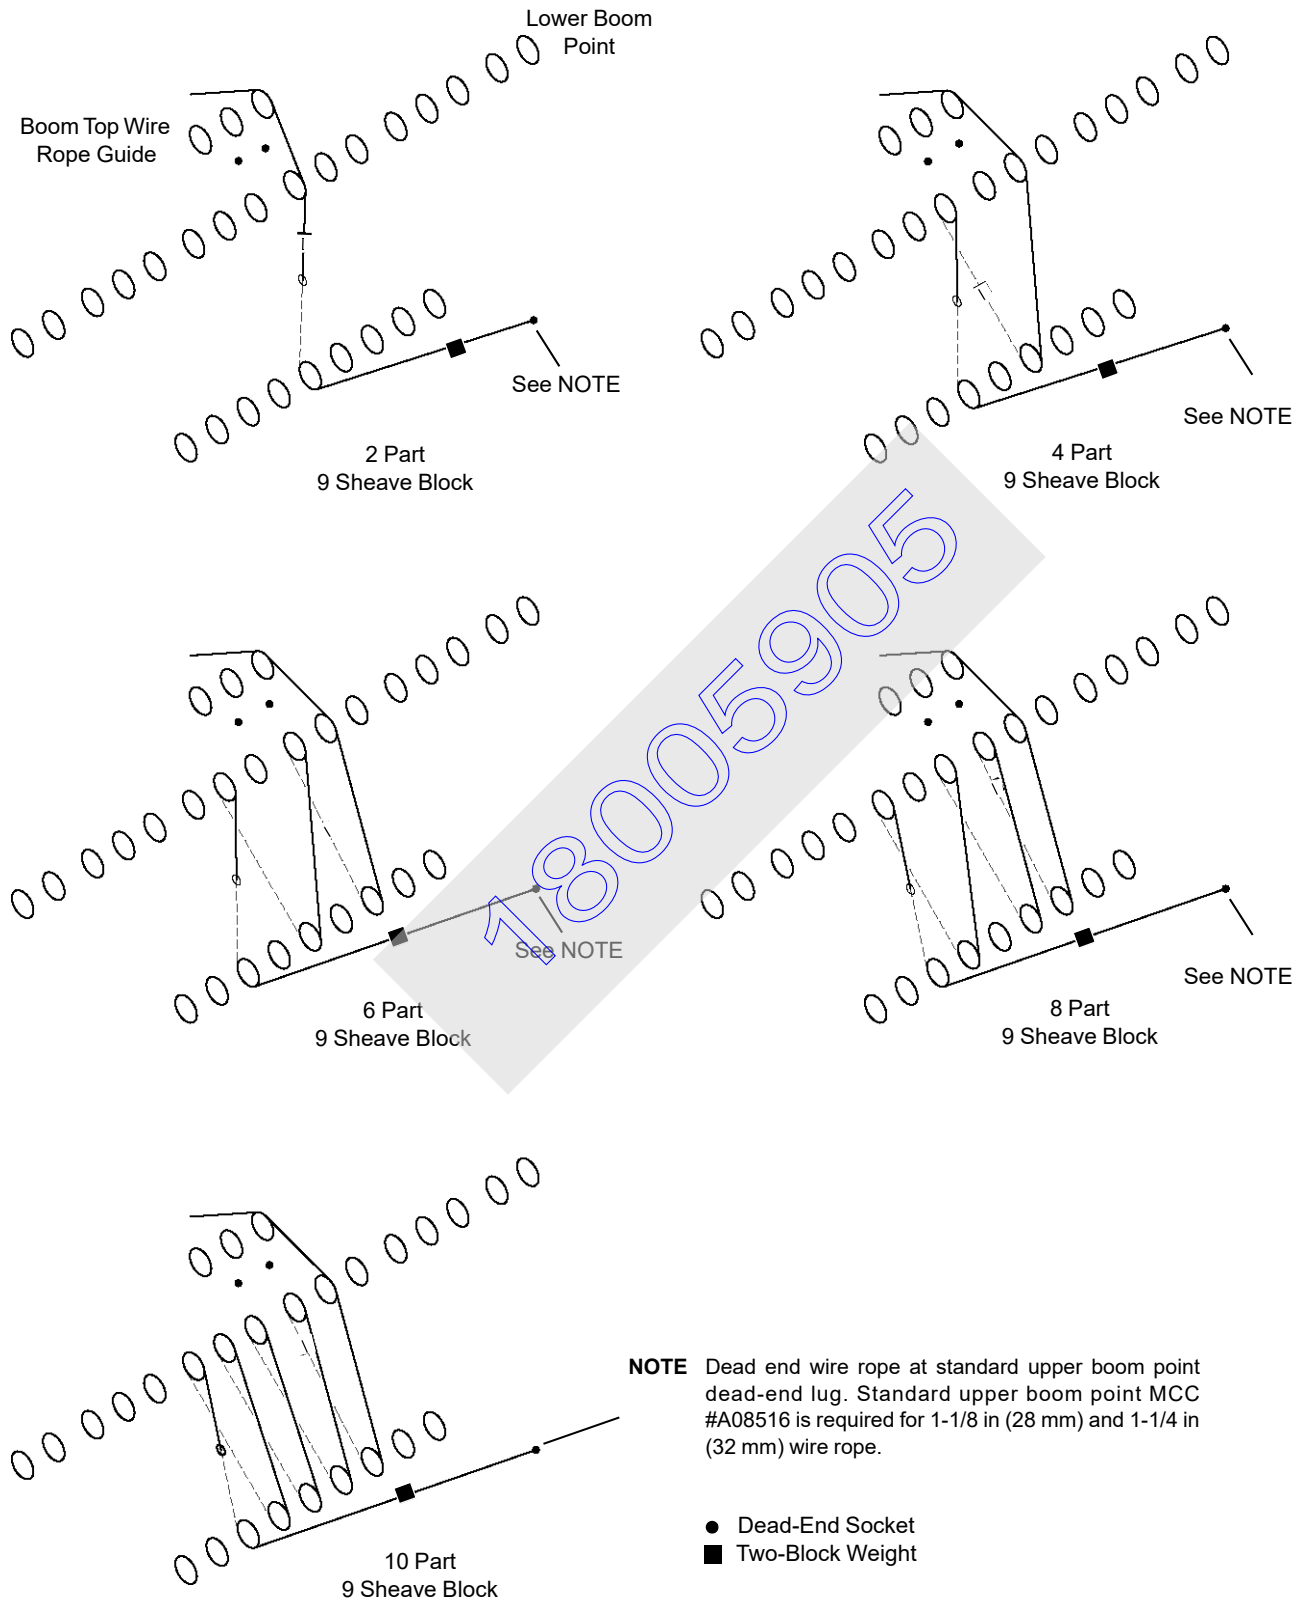 Lower Boom
Point
Boom Top Wire
Rope Guide
See NOTE
2 Part
9 Sheave Block
See NOTE
4 Part
9 Sheave Block
18005905
See NOTE
6 Part
9 Sheave Block
See NOTE
8 Part
9 Sheave Block
NOTE Dead end wire rope at standard upper boom point
dead-end lug. Standard upper boom point MCC
#A08516 is required for 1-1/8 in (28 mm) and 1-1/4 in
(32 mm) wire rope.
Dead-End Socket
Two-Block Weight
10 Part
9 Sheave Block